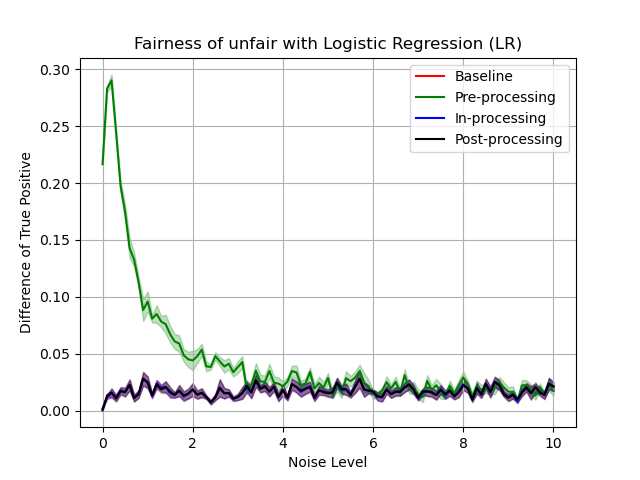 Fairness of unfair with Logistic Regression (LR)
0.30
0.25
0.20
0.15
0.10
0.05
0.00
Difference of True Positive
Baseline
Pre-processing
In-processing
Post-processing
0 2 4 6 8 10
Noise Level